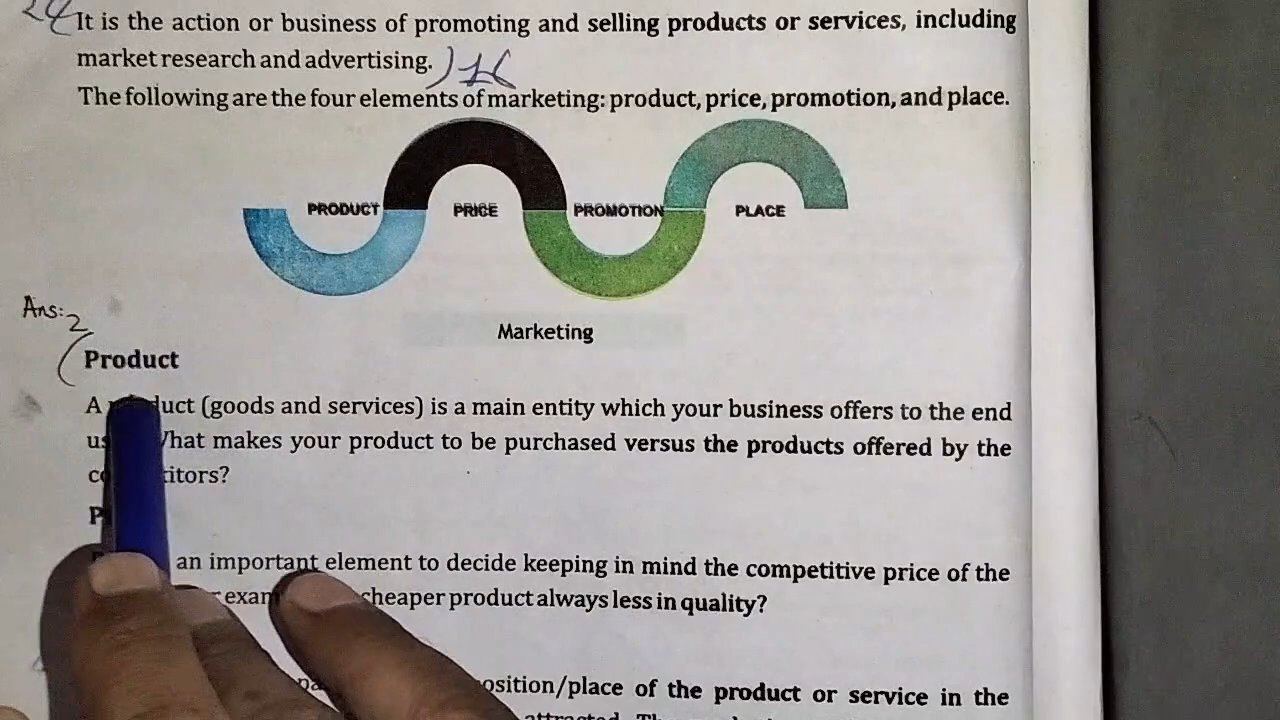 24 It is the action or business of promoting and selling products or services, including
market research and advertising.
The following are the four elements of marketing: product, price, promotion, and place.
PRODUCT PRICE PROMOTION PLACE
Marketing
Ans:2
Product
A duct (goods and services) is a main entity which your business offers to the end
What makes your product to be purchased versus the products offered by the
itors?
an important element to decide keeping in mind the competitive price of the
cheaper product always less in quality?
osition/place of the product or service in the
attracted.